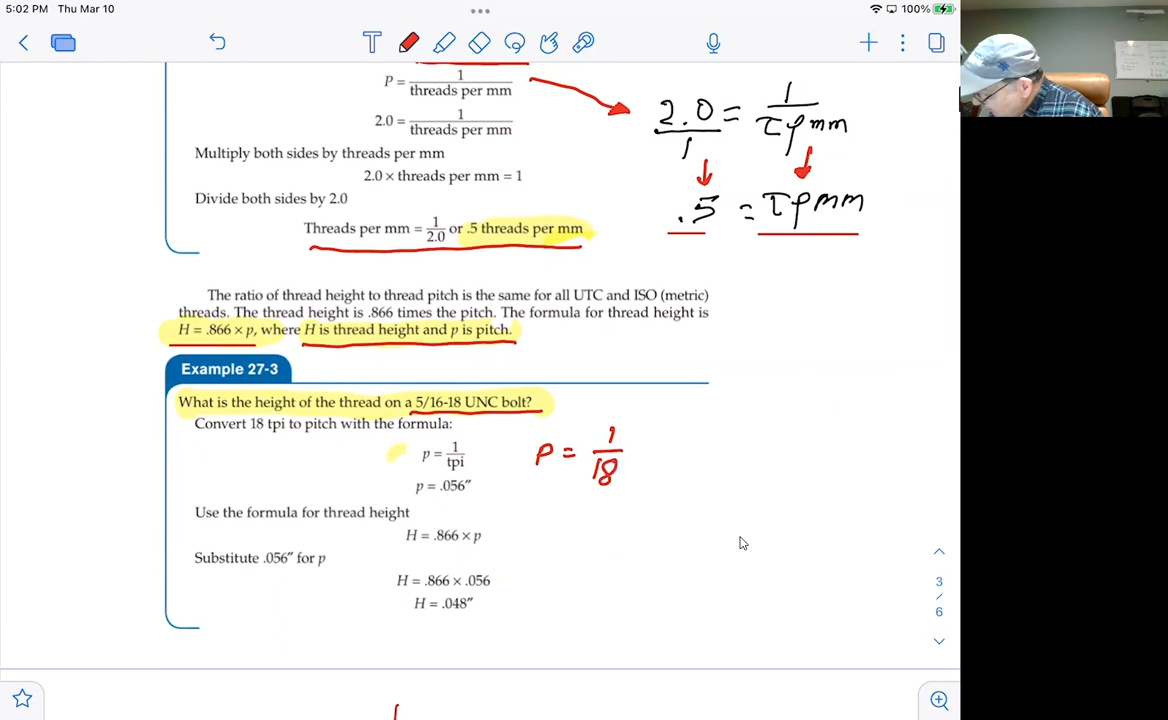 5:02 PM Thu Mar 10
100%
P = 1 / threads per mm
2.0 = 1 / threads per mm
Multiply both sides by threads per mm
2.0 × threads per mm = 1
Divide both sides by 2.0
Threads per mm = 1/2.0 or .5 threads per mm
2.0 / 1 = 1 / TPmm
.5 = TPmm
The ratio of thread height to thread pitch is the same for all UTC and ISO (metric)
threads. The thread height is .866 times the pitch. The formula for thread height is
H = .866 × p, where H is thread height and p is pitch.
Example 27-3
What is the height of the thread on a 5/16-18 UNC bolt?
Convert 18 tpi to pitch with the formula:
p = 1 / tpi
P = 1 / 18
p = .056"
Use the formula for thread height
H = .866 × p
Substitute .056" for p
H = .866 × .056
H = .048"
3
/
6
T